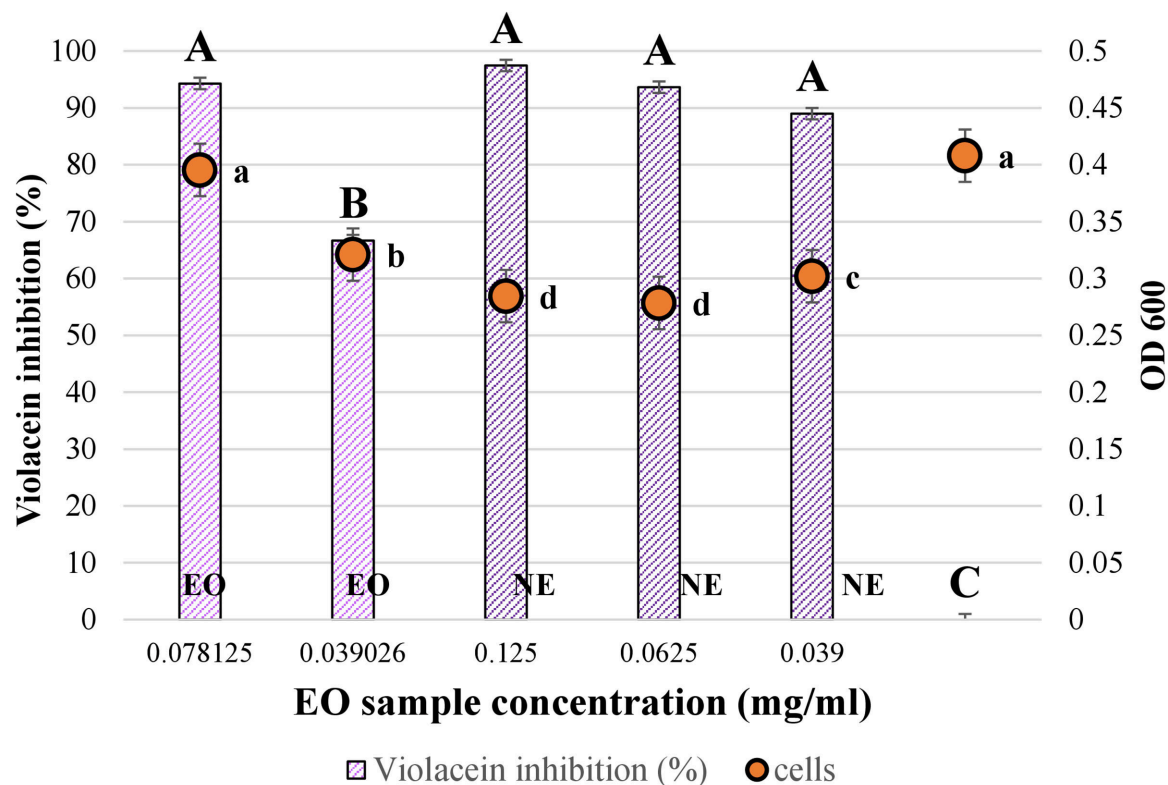 A A A A
100 0.5
90 0.45
80 a a 0.4
70 B 0.35
60 b d d c 0.3
50 0.25
40 0.2
30 0.15
20 0.1
10 EO EO NE NE NE C 0.05
0 0
Violacein inhibition (%)
OD 600
0.078125 0.039026 0.125 0.0625 0.039
EO sample concentration (mg/ml)
Violacein inhibition (%) cells